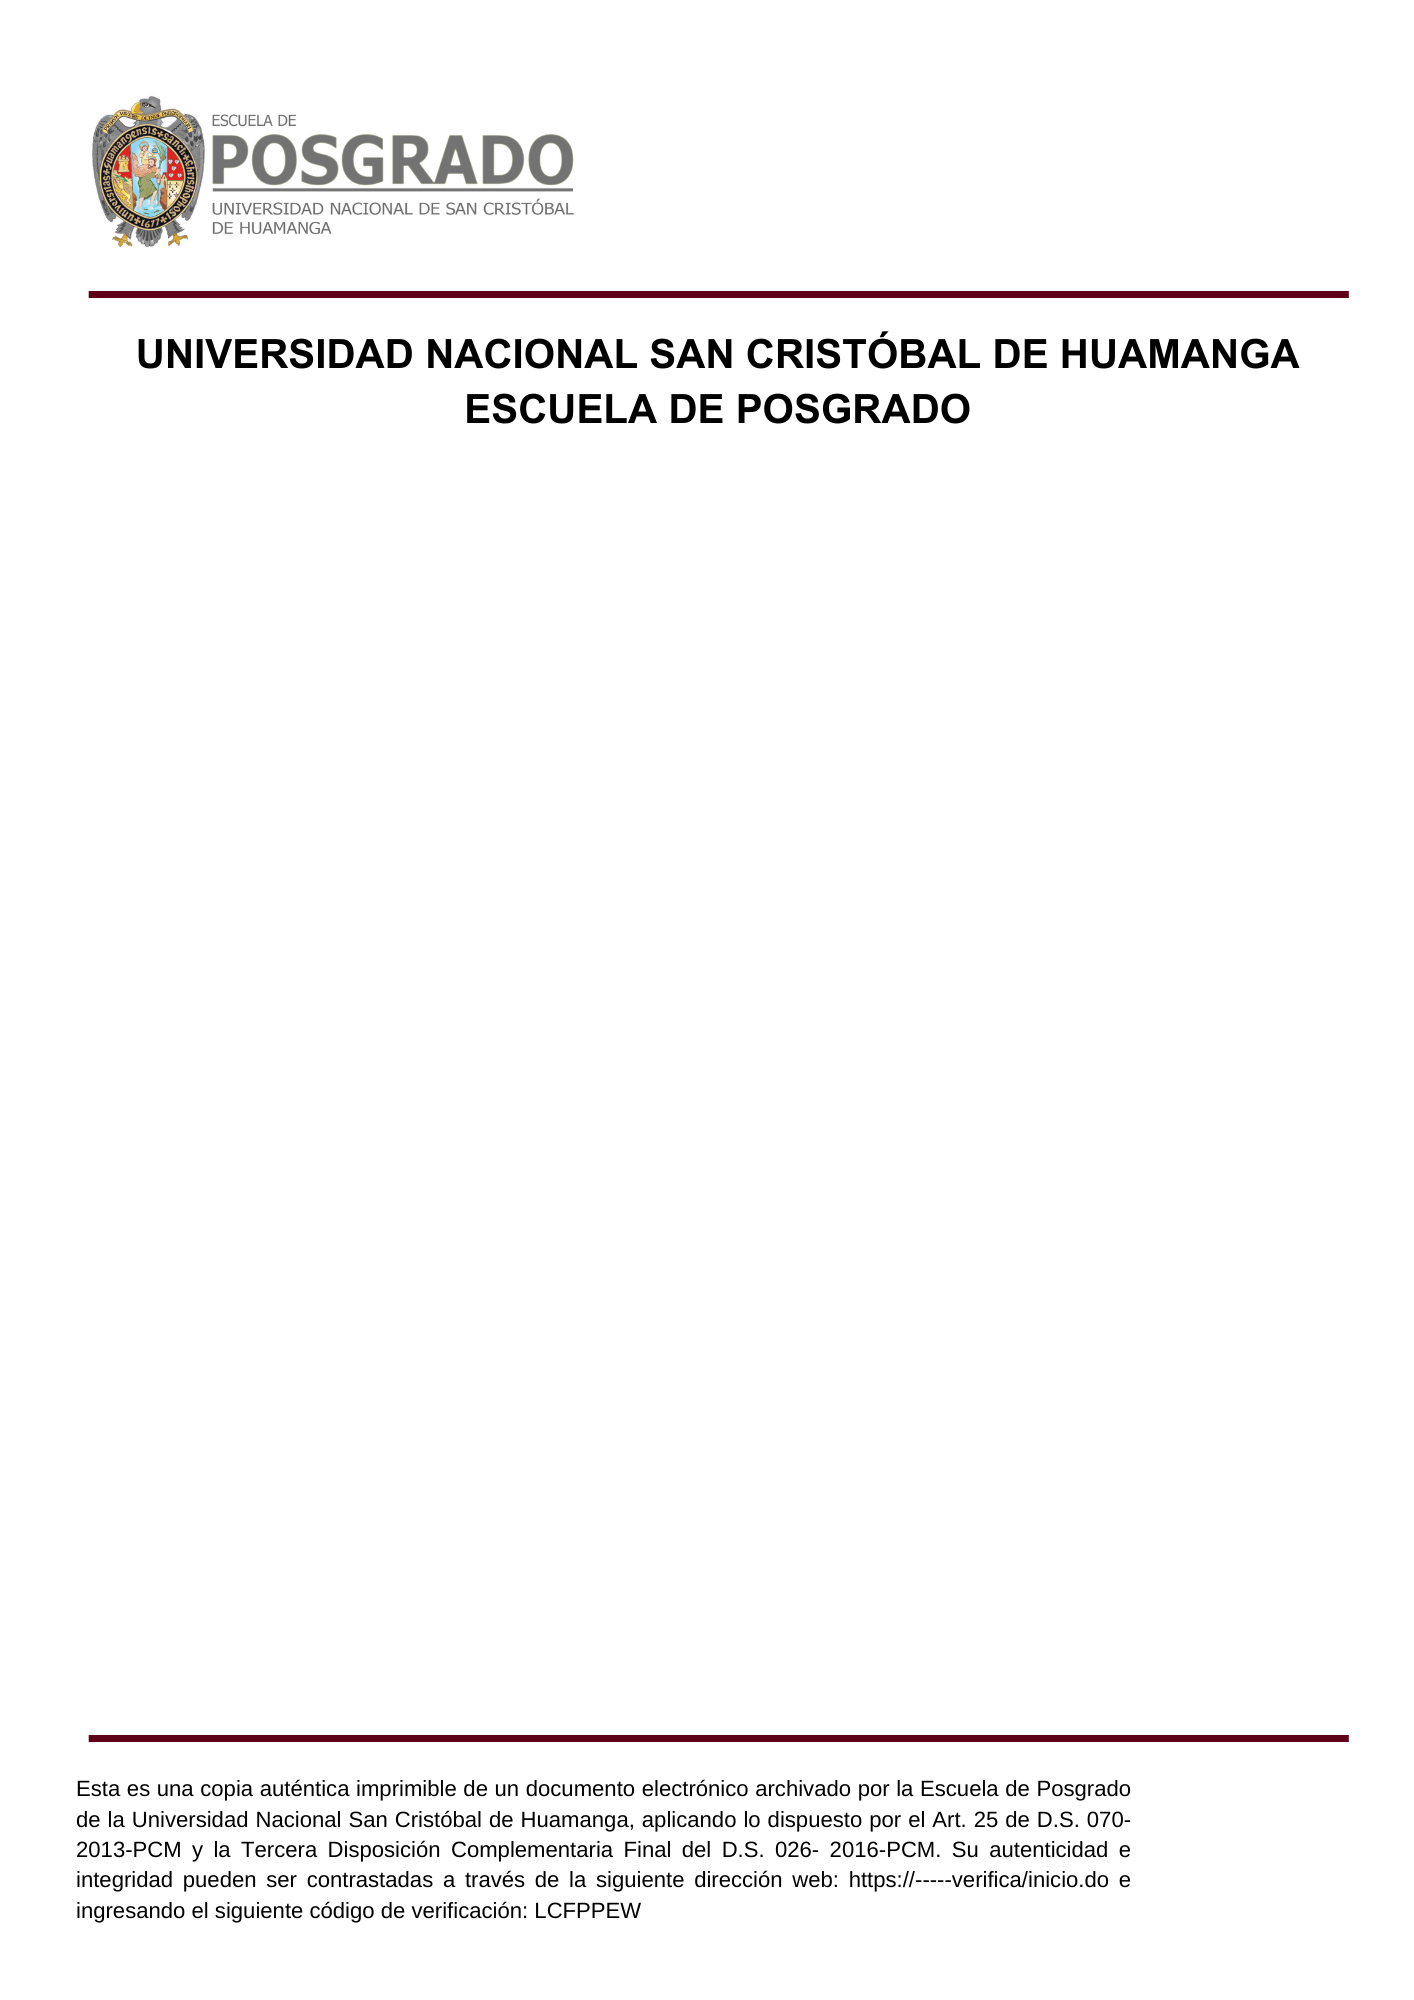 ESCUELA DE
POSGRADO
UNIVERSIDAD NACIONAL DE SAN CRISTÓBAL
DE HUAMANGA
UNIVERSIDAD NACIONAL SAN CRISTÓBAL DE HUAMANGA
ESCUELA DE POSGRADO
Esta es una copia auténtica imprimible de un documento electrónico archivado por la Escuela de Posgrado
de la Universidad Nacional San Cristóbal de Huamanga, aplicando lo dispuesto por el Art. 25 de D.S. 070-
2013-PCM y la Tercera Disposición Complementaria Final del D.S. 026- 2016-PCM. Su autenticidad e
integridad pueden ser contrastadas a través de la siguiente dirección web: https://-----verifica/inicio.do e
ingresando el siguiente código de verificación: LCFPPEW